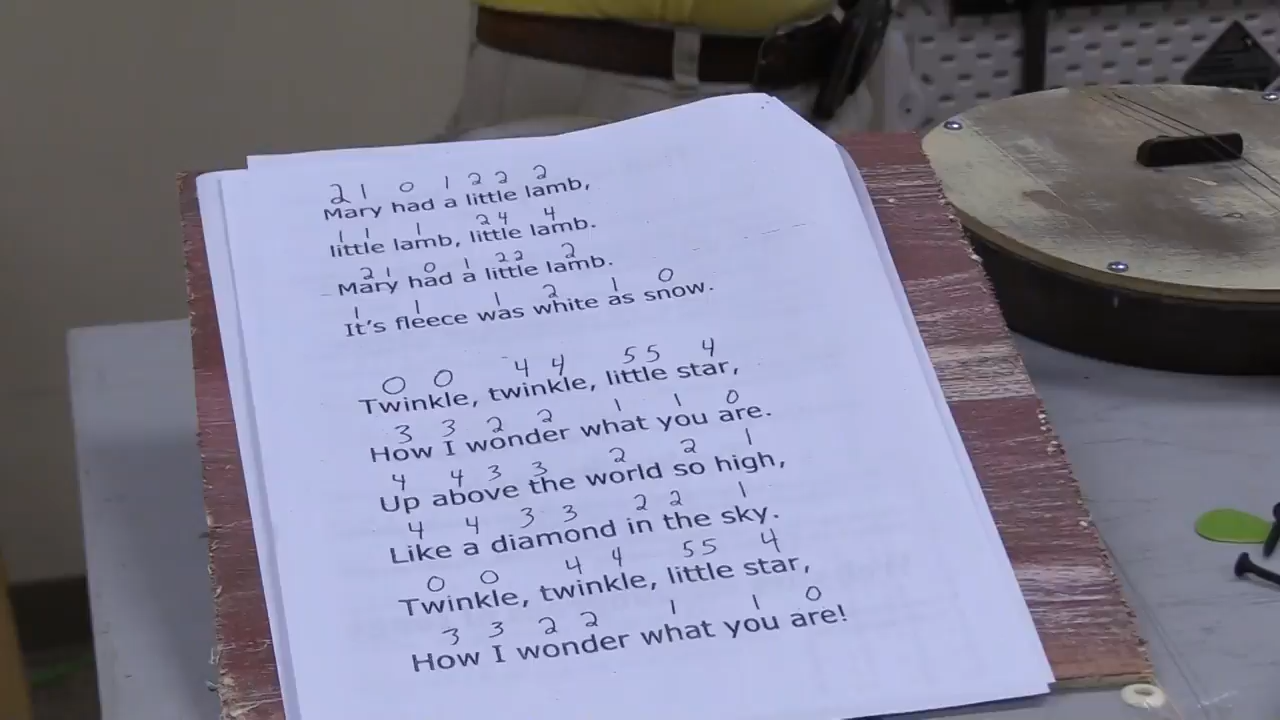 2 1 0 1 2 2 2
Mary had a little lamb,
1 1 1 2 4 4
little lamb, little lamb.
2 1 0 1 2 2 2
Mary had a little lamb.
1 1 1 2 1 0
It's fleece was white as snow.
0 0 4 4 5 5 4
Twinkle, twinkle, little star,
3 3 2 2 1 1 0
How I wonder what you are.
4 4 3 3 2 2 1
Up above the world so high,
4 4 3 3 2 2 1
Like a diamond in the sky.
0 0 4 4 5 5 4
Twinkle, twinkle, little star,
3 3 2 2 1 1 0
How I wonder what you are!